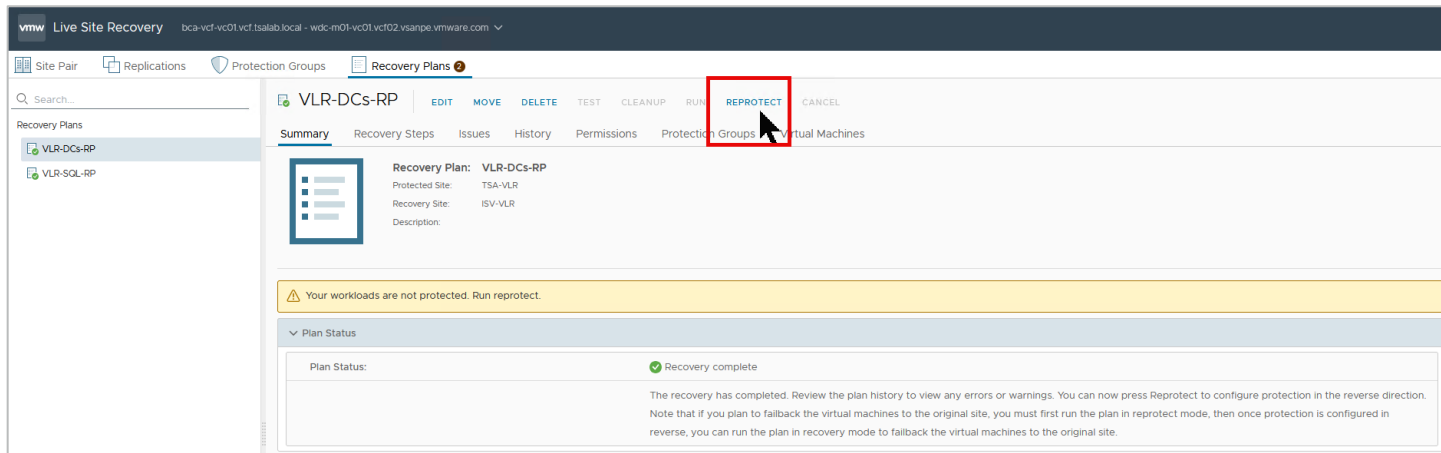 vmw Live Site Recovery bca-vcf-vc01.vcf.tsalab.local - wdc-m01-vc01.vcf02.vsanpe.vmware.com
Site Pair Replications Protection Groups Recovery Plans 2
Search...
Recovery Plans
VLR-DCs-RP
VLR-SQL-RP
VLR-DCs-RP EDIT MOVE DELETE TEST CLEANUP RUN REPROTECT CANCEL
Summary Recovery Steps Issues History Permissions Protection Groups Virtual Machines
Recovery Plan: VLR-DCs-RP
Protected Site: TSA-VLR
Recovery Site: ISV-VLR
Description:
Your workloads are not protected. Run reprotect.
Plan Status
Plan Status: Recovery complete
The recovery has completed. Review the plan history to view any errors or warnings. You can now press Reprotect to configure protection in the reverse direction.
Note that if you plan to failback the virtual machines to the original site, you must first run the plan in reprotect mode, then once protection is configured in
reverse, you can run the plan in recovery mode to failback the virtual machines to the original site.